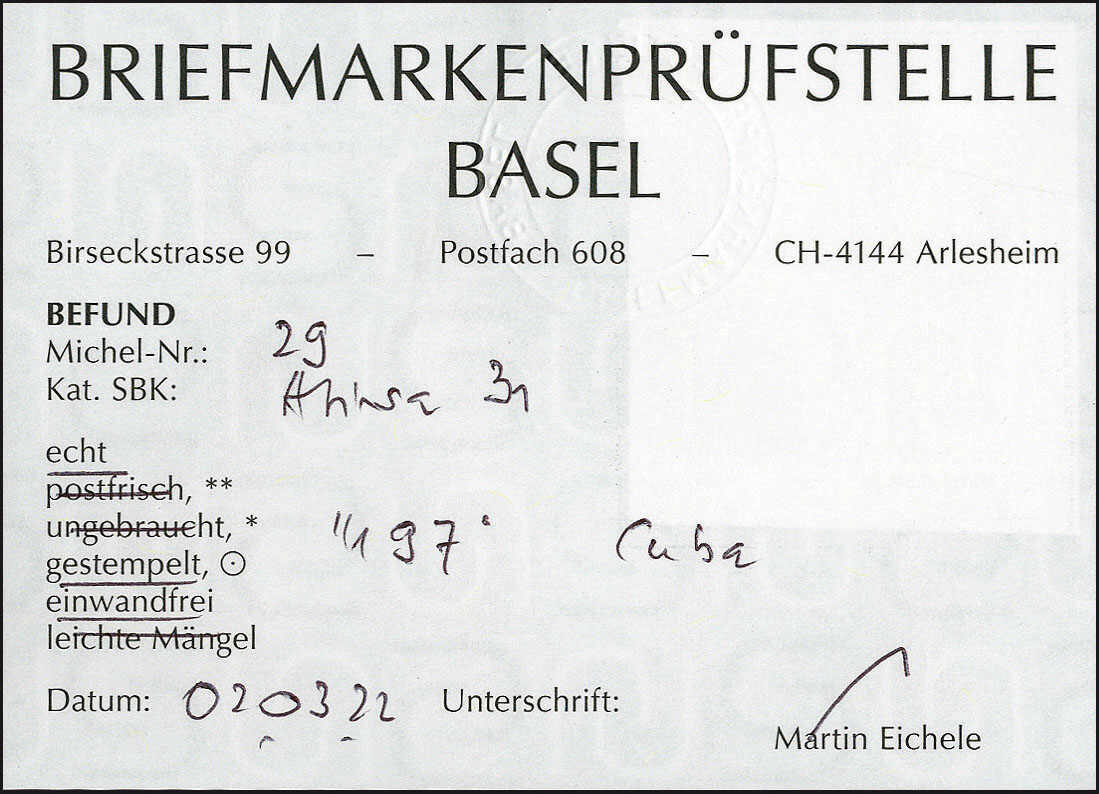 BRIEFMARKENPRÜFSTELLE
BASEL
Birseckstrasse 99 – Postfach 608 – CH-4144 Arlesheim
BEFUND
Michel-Nr.: 29
Kat. SBK: 31
echt
postfrisch, **
ungebraucht, * "197" Cuba
gestempelt, ⊙
einwandfrei
leichte Mängel
Datum: 020322 Unterschrift:
Martin Eichele